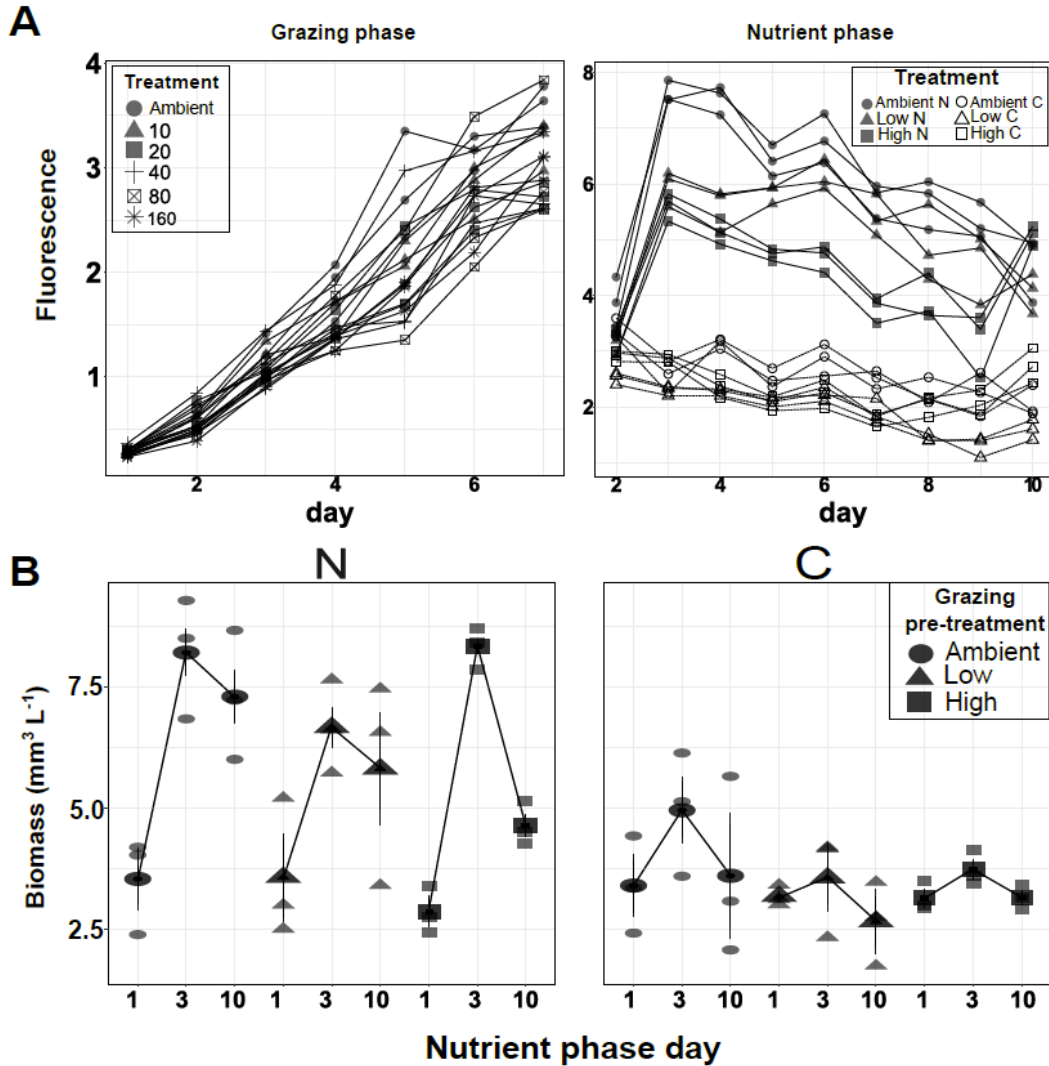 A
Grazing phase
Nutrient phase
Fluorescence
4
3
2
1
Treatment
Ambient
10
20
40
80
160
2
4
6
day
8
6
4
2
Treatment
Ambient N Ambient C
Low N Low C
High N High C
2
4
6
8
10
day
B
N
C
Biomass (mm³ L⁻¹)
7.5
5.0
2.5
Grazing
pre-treatment
Ambient
Low
High
1 3 10 1 3 10 1 3 10
1 3 10 1 3 10 1 3 10
Nutrient phase day